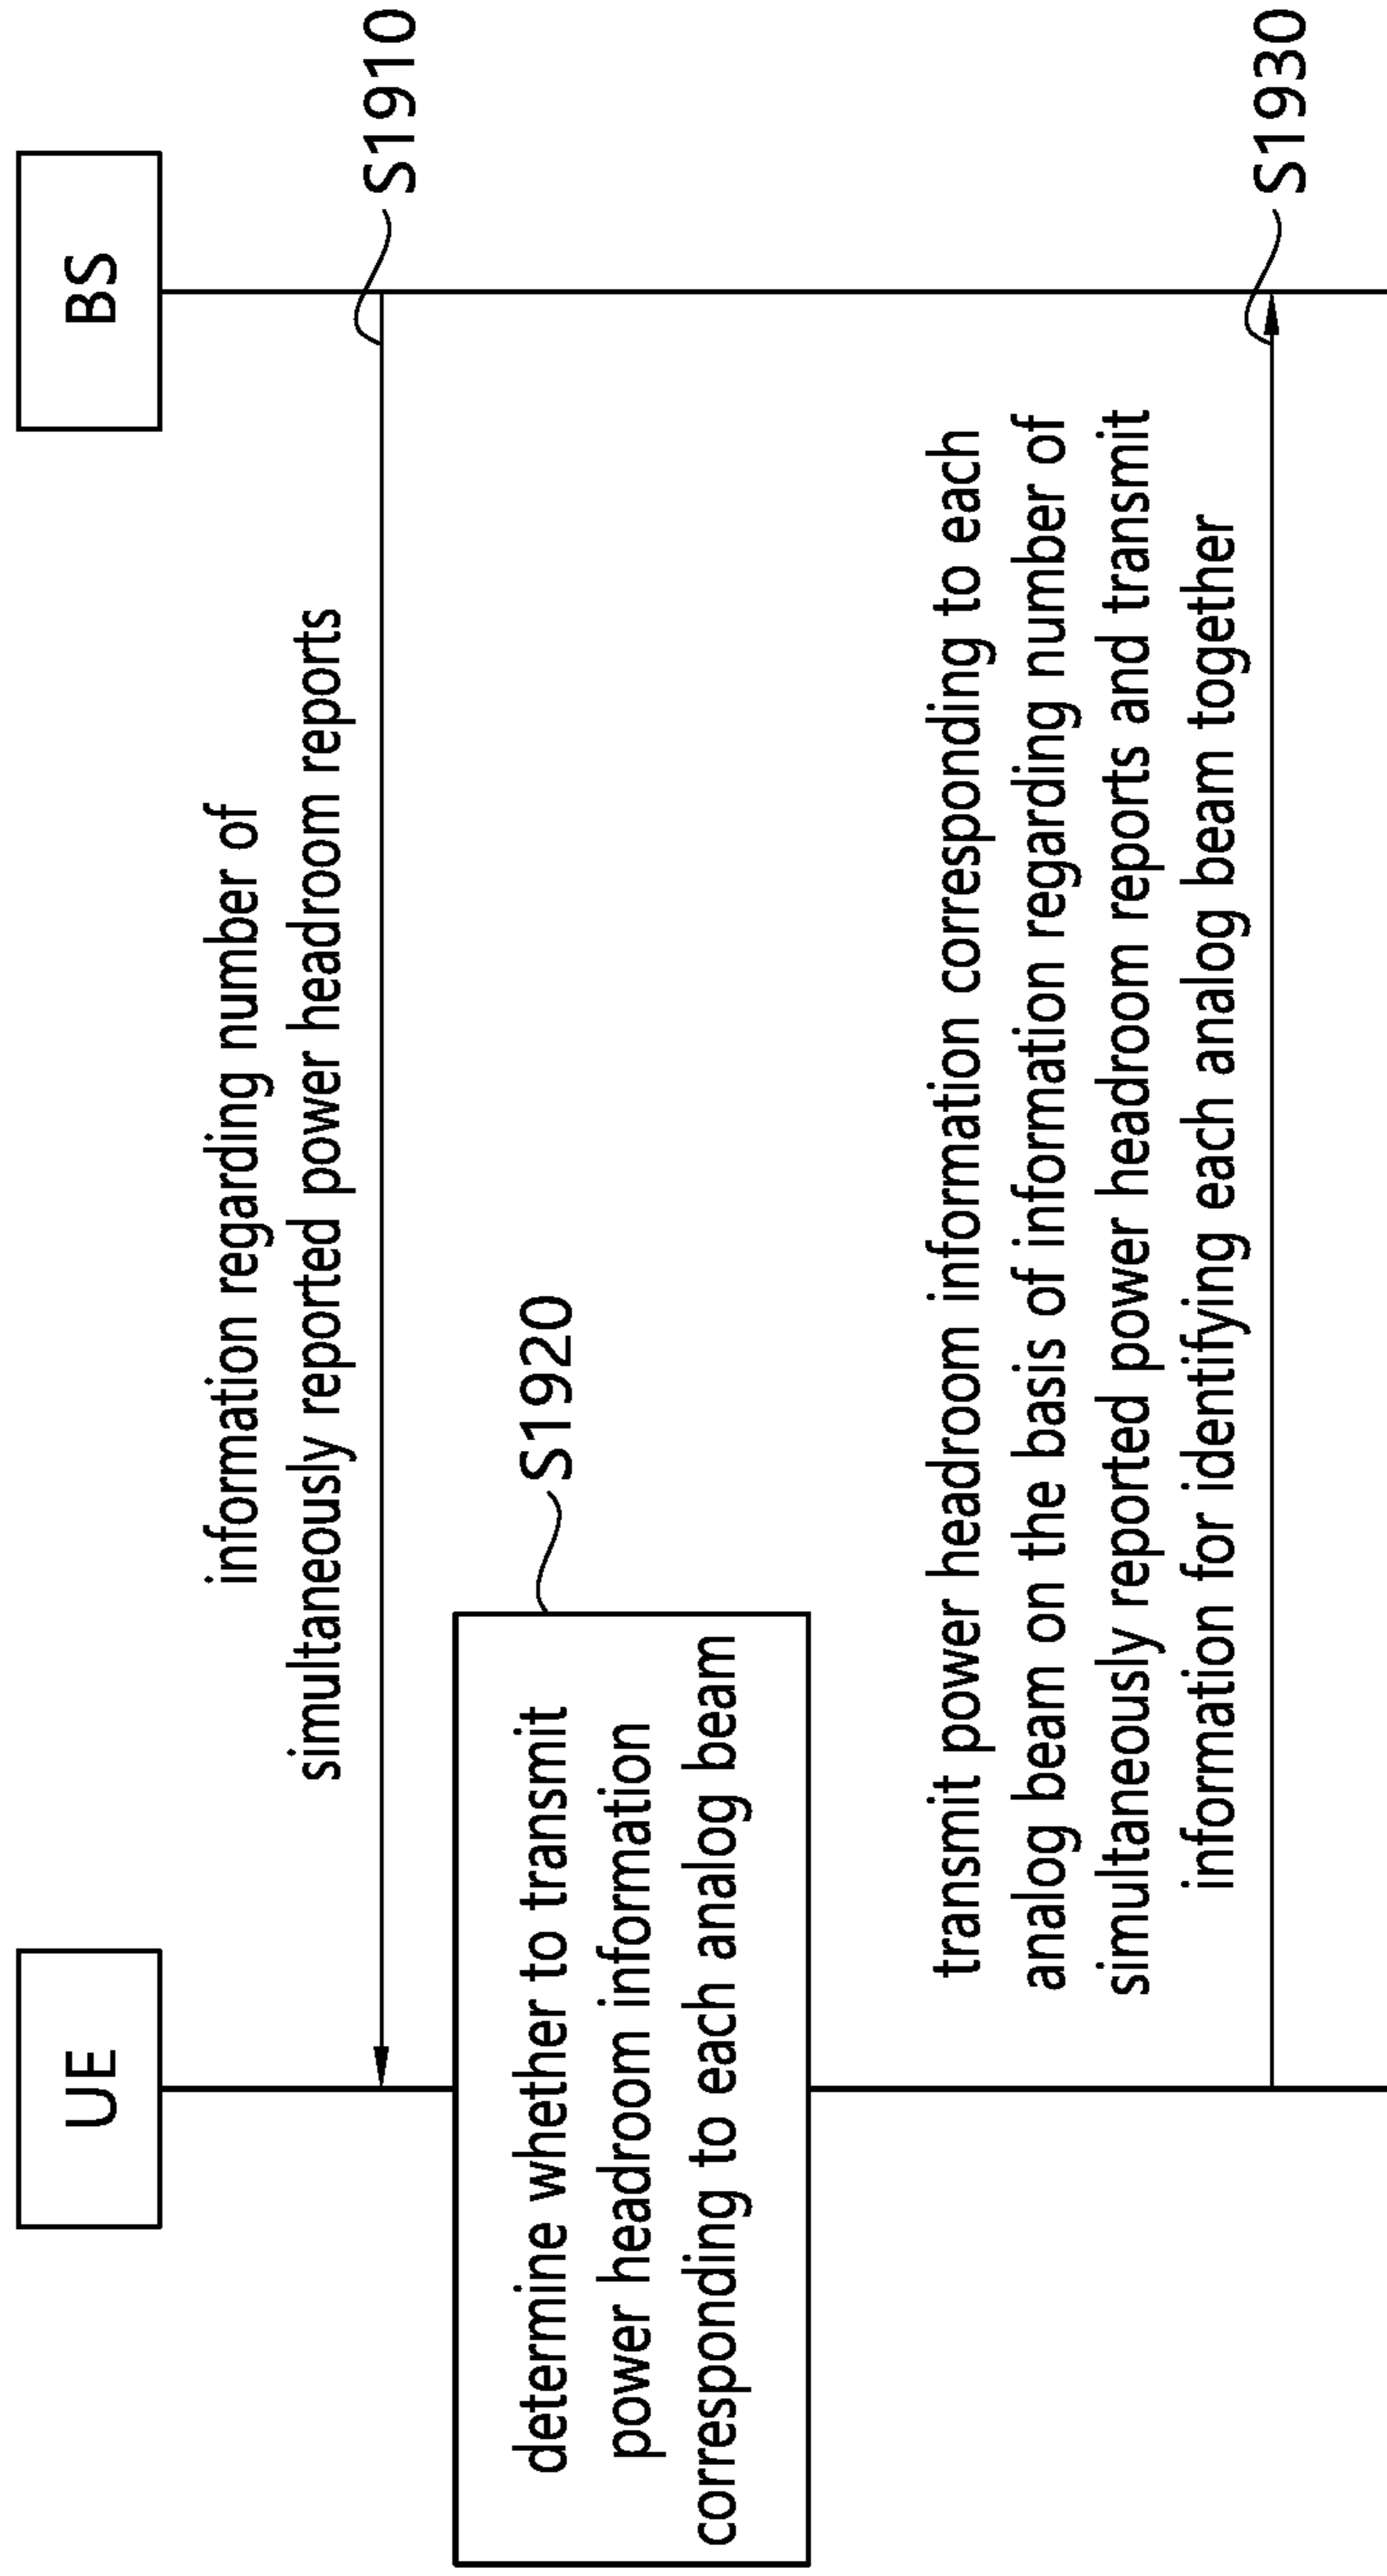 UE
BS
information regarding number of
simultaneously reported power headroom reports
S1910
determine whether to transmit
power headroom information
corresponding to each analog beam
S1920
transmit power headroom information corresponding to each
analog beam on the basis of information regarding number of
simultaneously reported power headroom reports and transmit
information for identifying each analog beam together
S1930